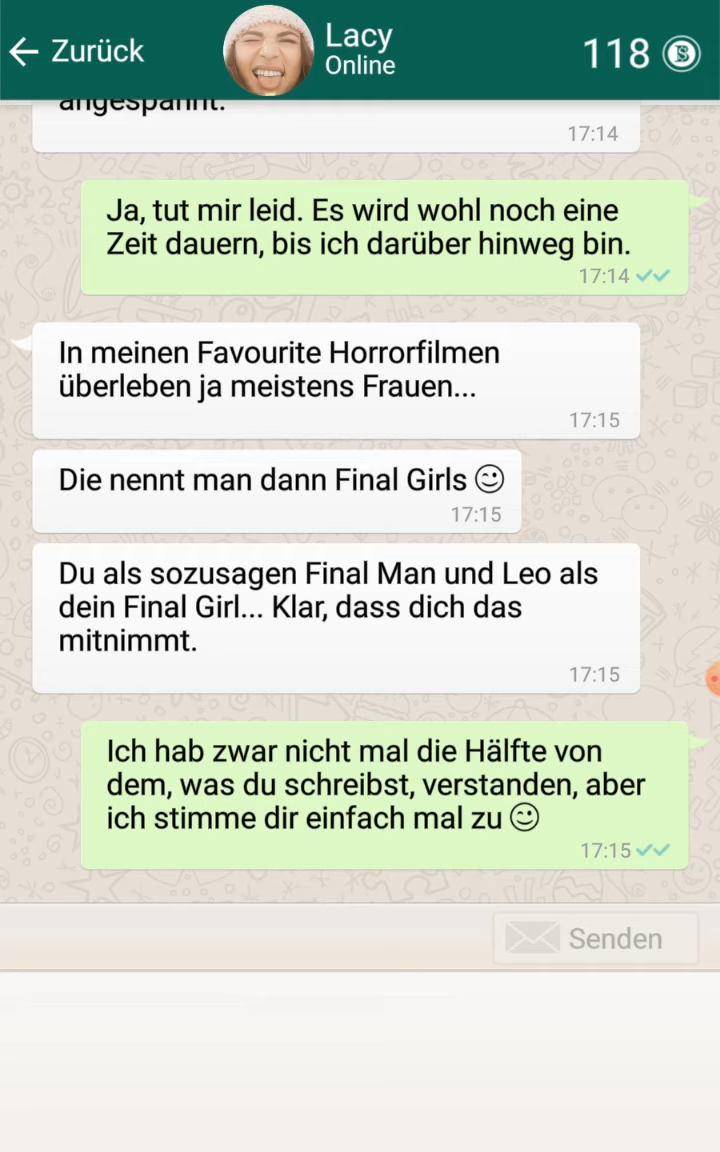 Zurück
Lacy
Online
118
angespannt.
17:14
Ja, tut mir leid. Es wird wohl noch eine
Zeit dauern, bis ich darüber hinweg bin.
17:14
In meinen Favourite Horrorfilmen
überleben ja meistens Frauen...
17:15
Die nennt man dann Final Girls
17:15
Du als sozusagen Final Man und Leo als
dein Final Girl... Klar, dass dich das
mitnimmt.
17:15
Ich hab zwar nicht mal die Hälfte von
dem, was du schreibst, verstanden, aber
ich stimme dir einfach mal zu
17:15
Senden